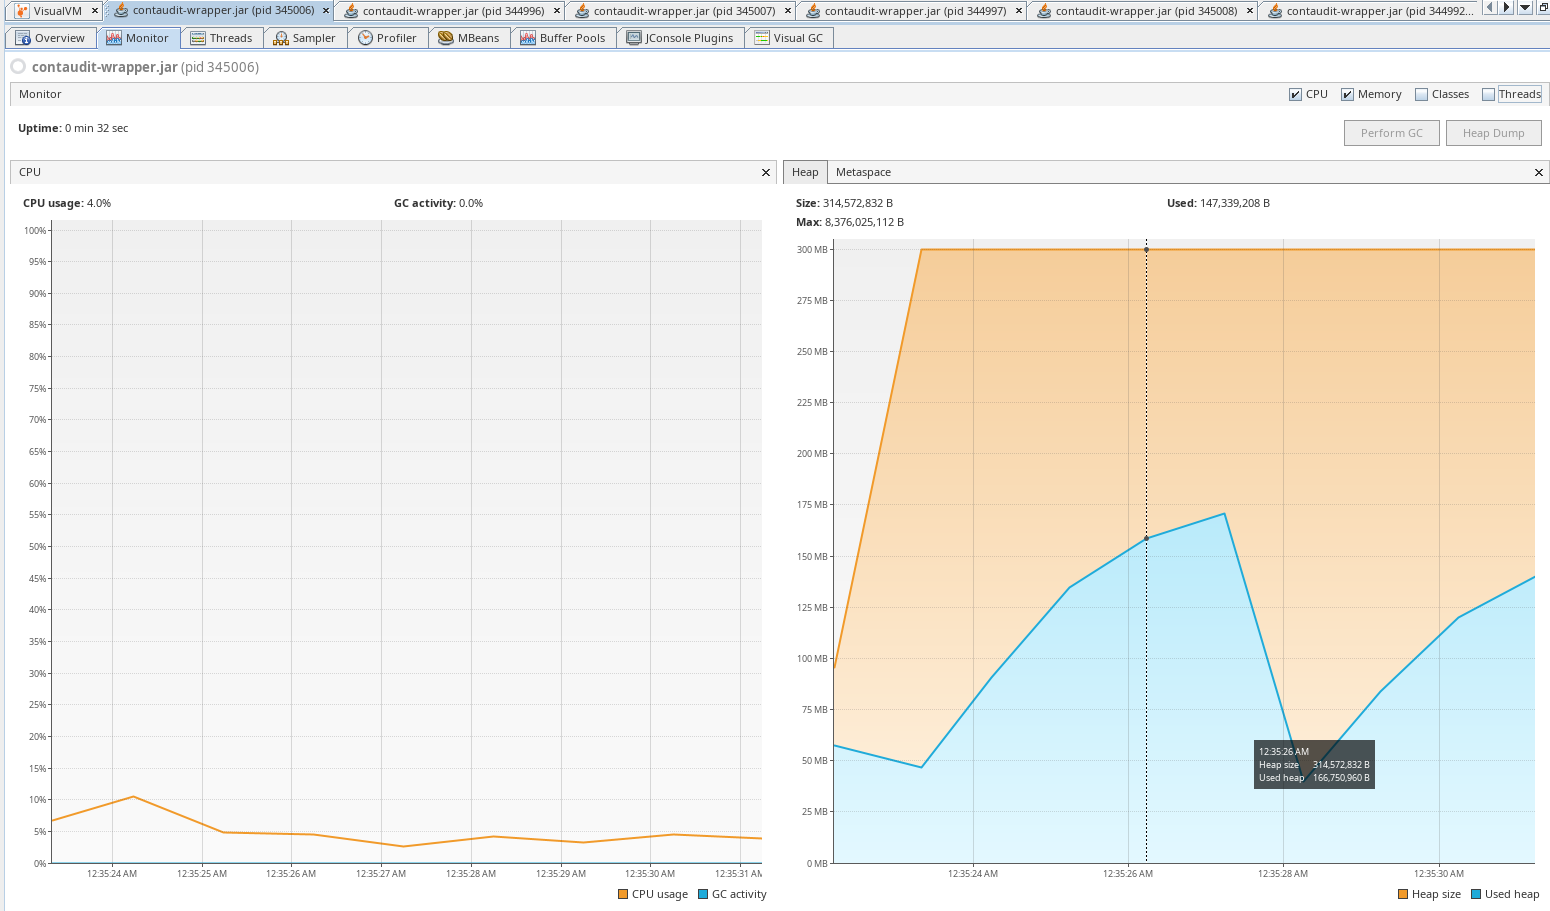 VisualVM
contaudit-wrapper.jar (pid 345006)
contaudit-wrapper.jar (pid 344996)
contaudit-wrapper.jar (pid 345007)
contaudit-wrapper.jar (pid 344997)
contaudit-wrapper.jar (pid 345008)
contaudit-wrapper.jar (pid 344992...
Overview
Monitor
Threads
Sampler
Profiler
MBeans
Buffer Pools
JConsole Plugins
Visual GC
contaudit-wrapper.jar (pid 345006)
Monitor
CPU
Memory
Classes
Threads
Uptime: 0 min 32 sec
Perform GC
Heap Dump
CPU
CPU usage: 4.0%
GC activity: 0.0%
100%
95%
90%
85%
80%
75%
70%
65%
60%
55%
50%
45%
40%
35%
30%
25%
20%
15%
10%
5%
0%
12:35:24 AM
12:35:25 AM
12:35:26 AM
12:35:27 AM
12:35:28 AM
12:35:29 AM
12:35:30 AM
12:35:31 AM
CPU usage
GC activity
Heap
Metaspace
Size: 314,572,832 B
Used: 147,339,208 B
Max: 8,376,025,112 B
300 MB
275 MB
250 MB
225 MB
200 MB
175 MB
150 MB
125 MB
100 MB
75 MB
50 MB
25 MB
0 MB
12:35:26 AM
Heap size 314,572,832 B
Used heap 166,750,960 B
12:35:24 AM
12:35:26 AM
12:35:28 AM
12:35:30 AM
Heap size
Used heap